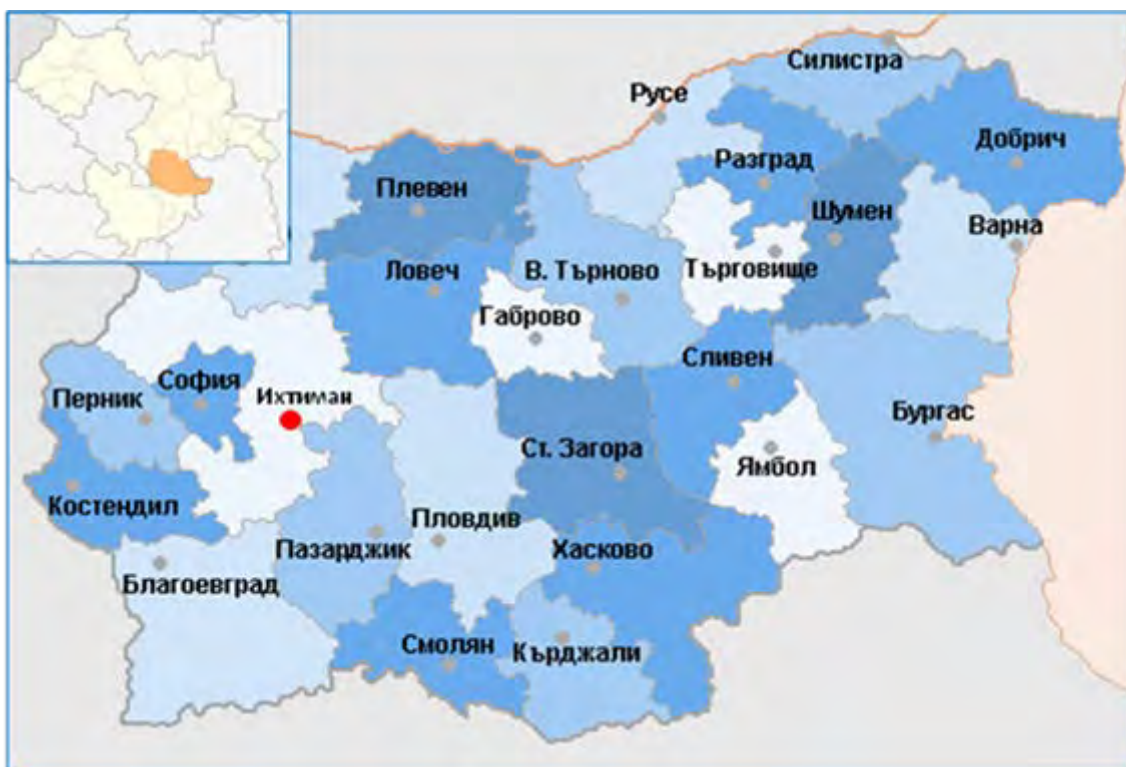 Силистра
Русе
Добрич
Разград
Плевен
Шумен
Варна
Търговище
Ловеч
В. Търново
Габрово
Сливен
София
Перник
Ихтиман
Бургас
Ст. Загора
Ямбол
Костендил
Пловдив
Пазарджик
Хасково
Благоевград
Смолян
Кърджали